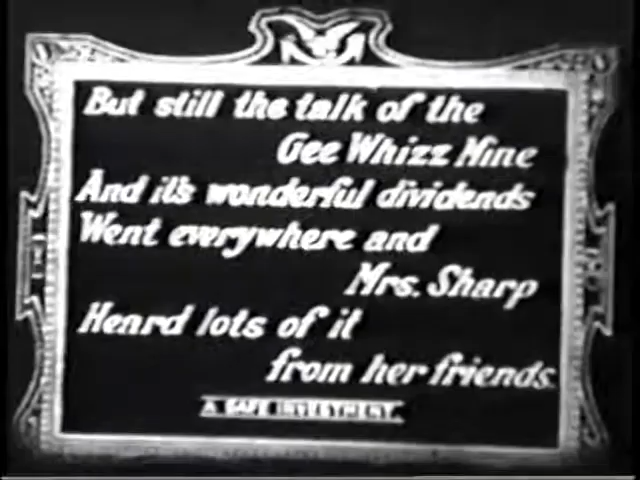 But still the talk of the
Gee Whizz Mine
And it's wonderful dividends
Went everywhere and
Mrs. Sharp
Heard lots of it
from her friends.
A SAFE INVESTMENT.